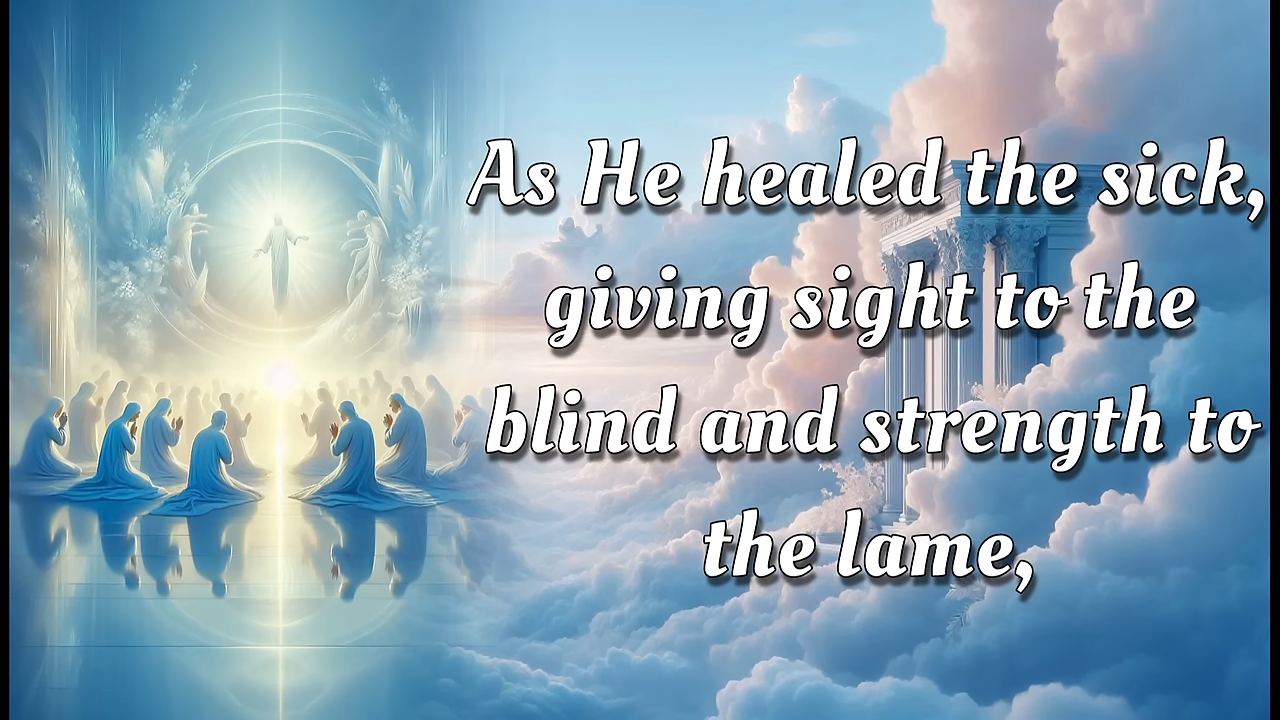 As He healed the sick,
giving sight to the
blind and strength to
the lame,